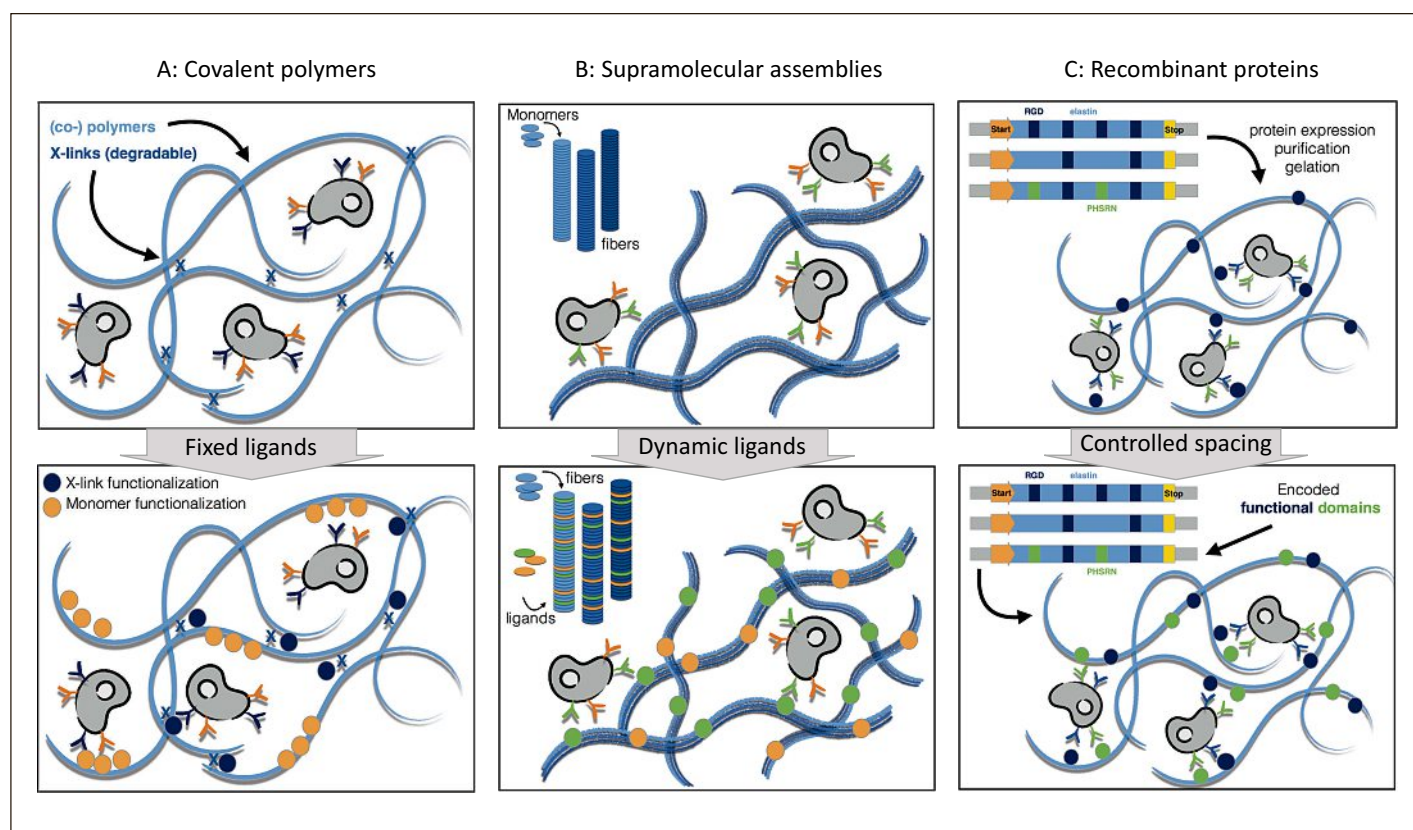 A: Covalent polymers
(co-) polymers
X-links (degradable)
X
X
X
X
X
X
X
Fixed ligands
X-link functionalization
Monomer functionalization
X
X
X
X
X
X
X
B: Supramolecular assemblies
Monomers
fibers
Dynamic ligands
fibers
ligands
C: Recombinant proteins
RGD
elastin
Start
Stop
PHSRN
protein expression
purification
gelation
Controlled spacing
RGD
elastin
Start
Stop
PHSRN
Encoded
functional domains